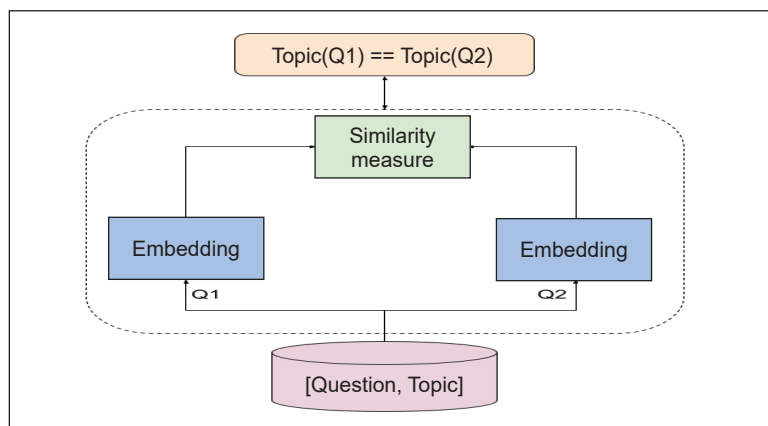 Topic(Q1) == Topic(Q2)
Similarity
measure
Embedding
Embedding
Q1
Q2
[Question, Topic]